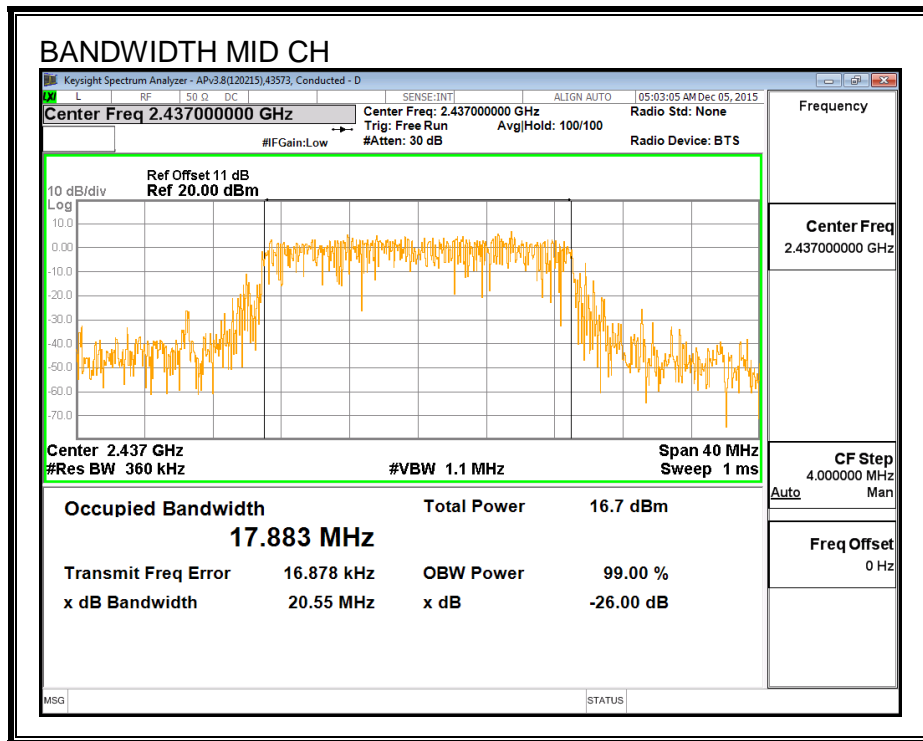 BANDWIDTH MID CH
Keysight Spectrum Analyzer - APv3.8(120215),43573, Conducted - D
LXI L RF 50 Ω DC SENSE:INT ALIGN AUTO 05:03:05 AM Dec 05, 2015
Center Freq 2.437000000 GHz
Center Freq: 2.437000000 GHz Radio Std: None
Trig: Free Run Avg|Hold: 100/100
#IFGain:Low #Atten: 30 dB Radio Device: BTS
Ref Offset 11 dB
10 dB/div Ref 20.00 dBm
Log
10.0
0.00
-10.0
-20.0
-30.0
-40.0
-50.0
-60.0
-70.0
Center 2.437 GHz Span 40 MHz
#Res BW 360 kHz #VBW 1.1 MHz Sweep 1 ms
Occupied Bandwidth Total Power 16.7 dBm
17.883 MHz
Transmit Freq Error 16.878 kHz OBW Power 99.00 %
x dB Bandwidth 20.55 MHz x dB -26.00 dB
MSG STATUS
Frequency
Center Freq
2.437000000 GHz
CF Step
4.000000 MHz
Auto Man
Freq Offset
0 Hz